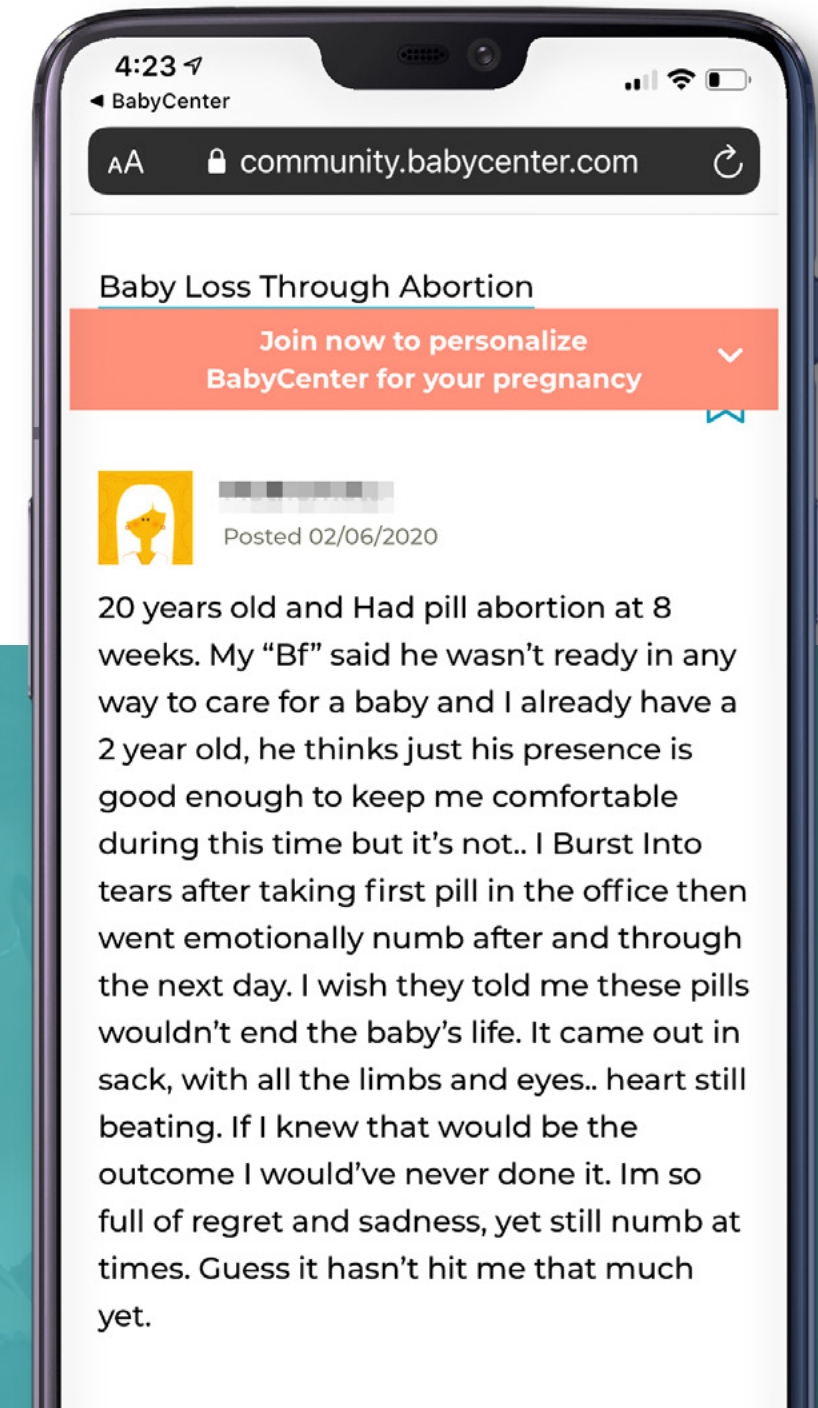 4:23
◀ BabyCenter
AA community.babycenter.com
Baby Loss Through Abortion
Join now to personalize
BabyCenter for your pregnancy
Posted 02/06/2020
20 years old and Had pill abortion at 8
weeks. My “Bf” said he wasn’t ready in any
way to care for a baby and I already have a
2 year old, he thinks just his presence is
good enough to keep me comfortable
during this time but it’s not.. I Burst Into
tears after taking first pill in the office then
went emotionally numb after and through
the next day. I wish they told me these pills
wouldn’t end the baby’s life. It came out in
sack, with all the limbs and eyes.. heart still
beating. If I knew that would be the
outcome I would’ve never done it. Im so
full of regret and sadness, yet still numb at
times. Guess it hasn’t hit me that much
yet.